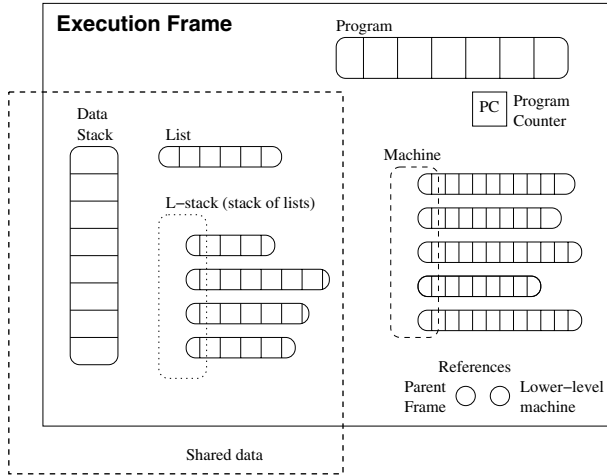 Execution Frame
Program
PC
Program
Counter
Data
Stack
List
L−stack (stack of lists)
Machine
References
Parent
Frame
Lower−level
machine
Shared data